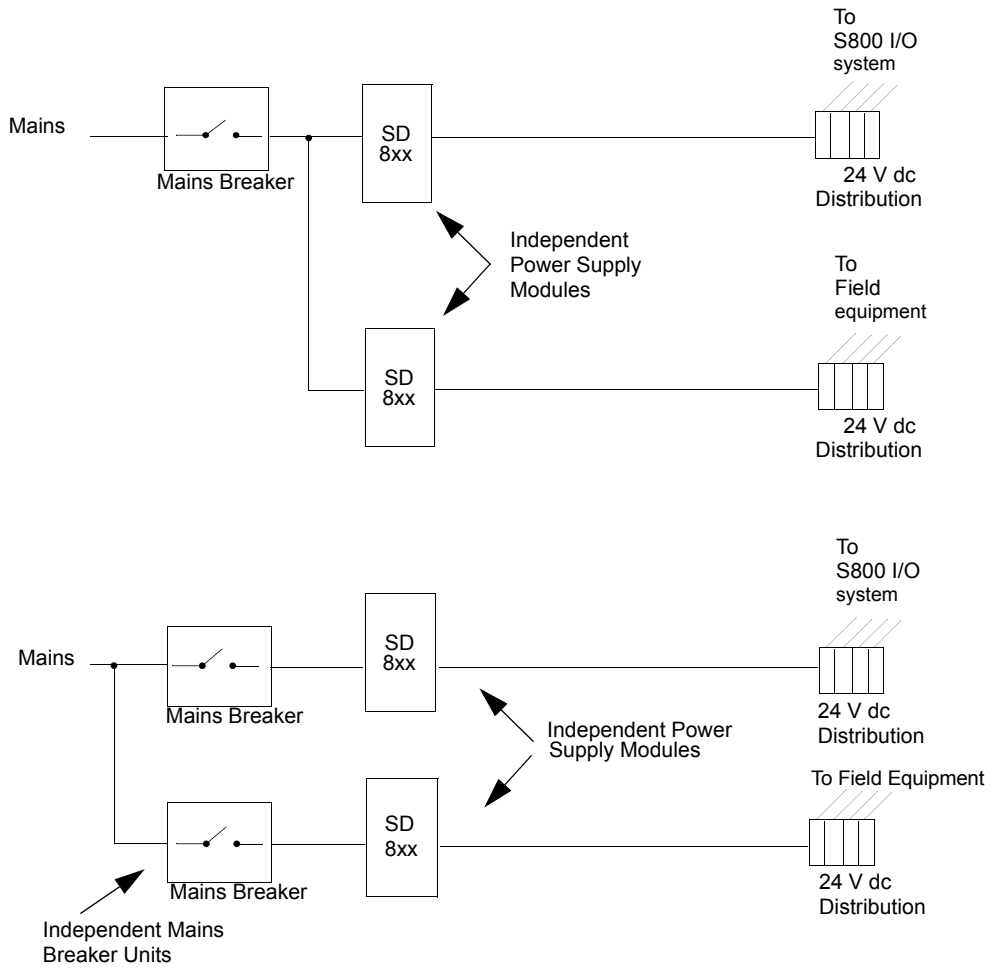 To
S800 I/O
system
Mains
SD
8xx
Mains Breaker
24 V dc
Distribution
Independent
Power Supply
Modules
To
Field
equipment
SD
8xx
24 V dc
Distribution
To
S800 I/O
system
Mains
SD
8xx
Mains Breaker
24 V dc
Distribution
Independent Power
Supply Modules
To Field Equipment
SD
8xx
Mains Breaker
24 V dc
Distribution
Independent Mains
Breaker Units